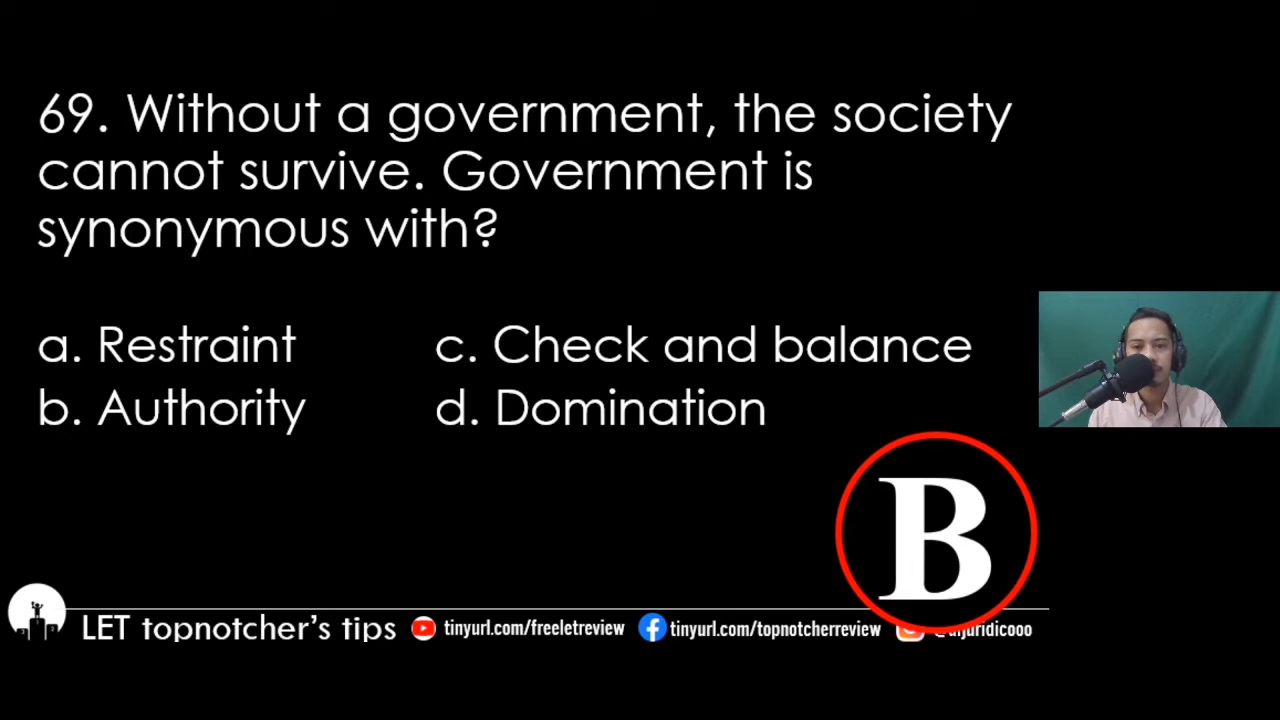 69. Without a government, the society
cannot survive. Government is
synonymous with?
a. Restraint
c. Check and balance
b. Authority
d. Domination
B
LET topnotcher's tips
tinyurl.com/freeletreview
tinyurl.com/topnotcherreview